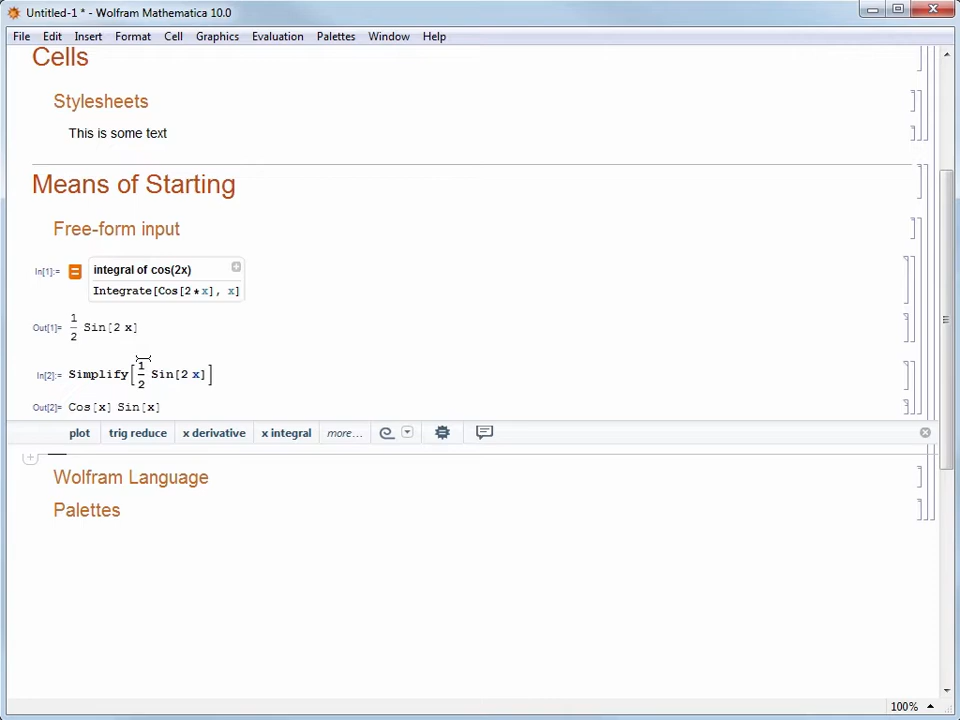 Untitled-1 * - Wolfram Mathematica 10.0
File Edit Insert Format Cell Graphics Evaluation Palettes Window Help
Cells
Stylesheets
This is some text
Means of Starting
Free-form input
In[1]:= integral of cos(2x)
Integrate[Cos[2*x], x]
Out[1]= 1/2 Sin[2 x]
In[2]:= Simplify[1/2 Sin[2 x]]
Out[2]= Cos[x] Sin[x]
plot trig reduce x derivative x integral more...
Wolfram Language
Palettes
100%